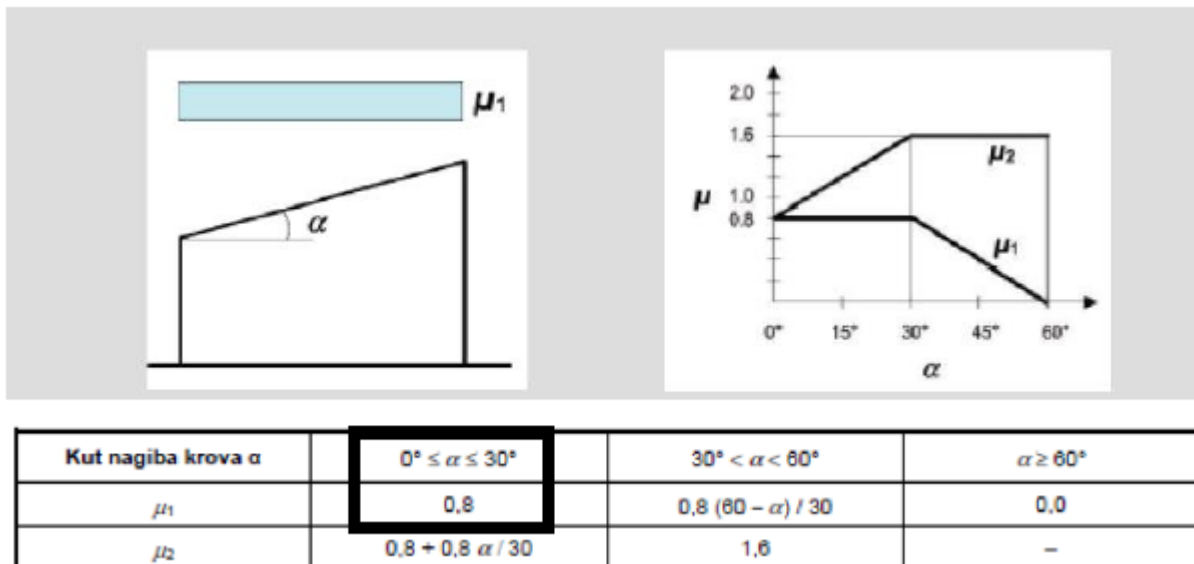 μ₁
α
2.0
1.6
1.0
0.8
μ
μ₂
μ₁
0° 15° 30° 45° 60°
α
Kut nagiba krova α 0° ≤ α ≤ 30° 30° < α < 60° α ≥ 60°
μ₁ 0,8 0,8 (60 – α) / 30 0,0
μ₂ 0,8 + 0,8 α / 30 1,6 –